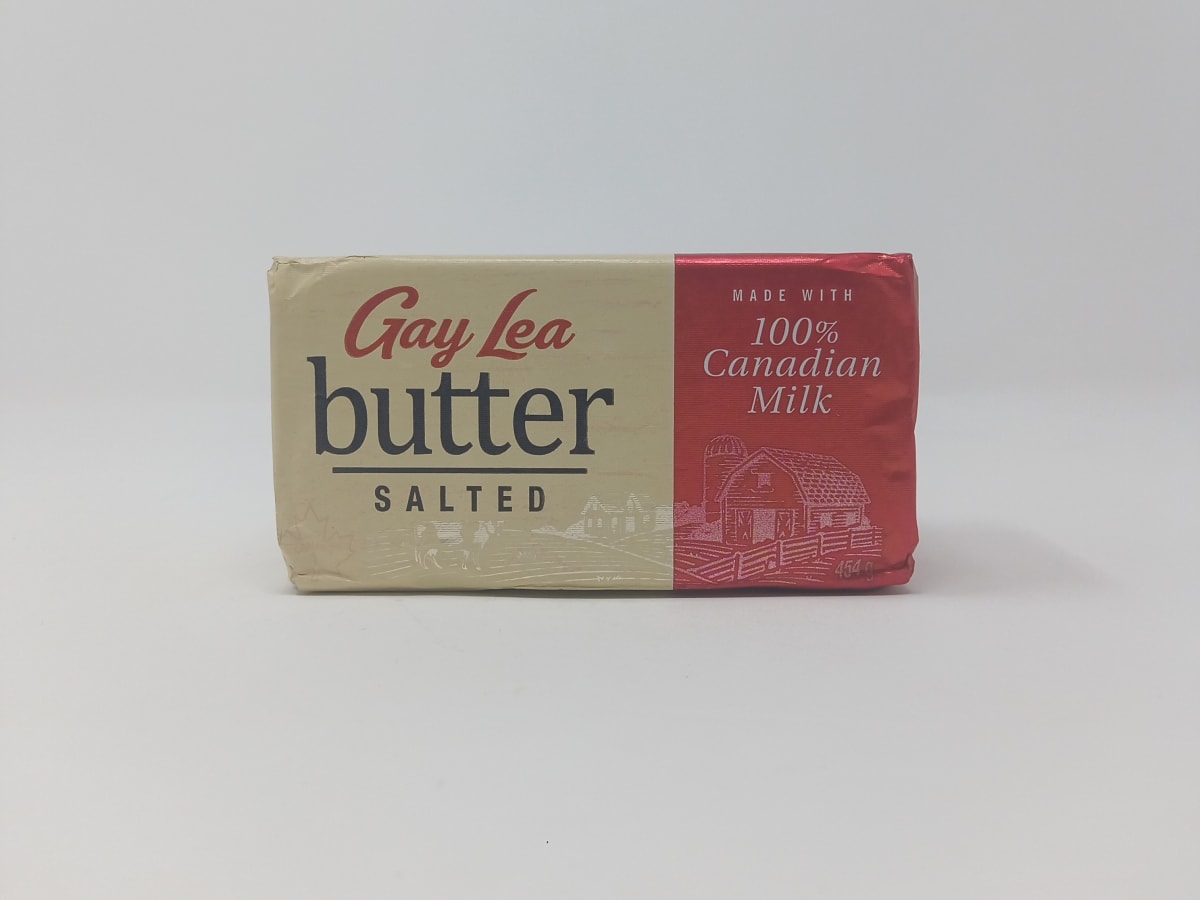 Gay Lea
butter
SALTED
MADE WITH
100%
Canadian
Milk
454 g